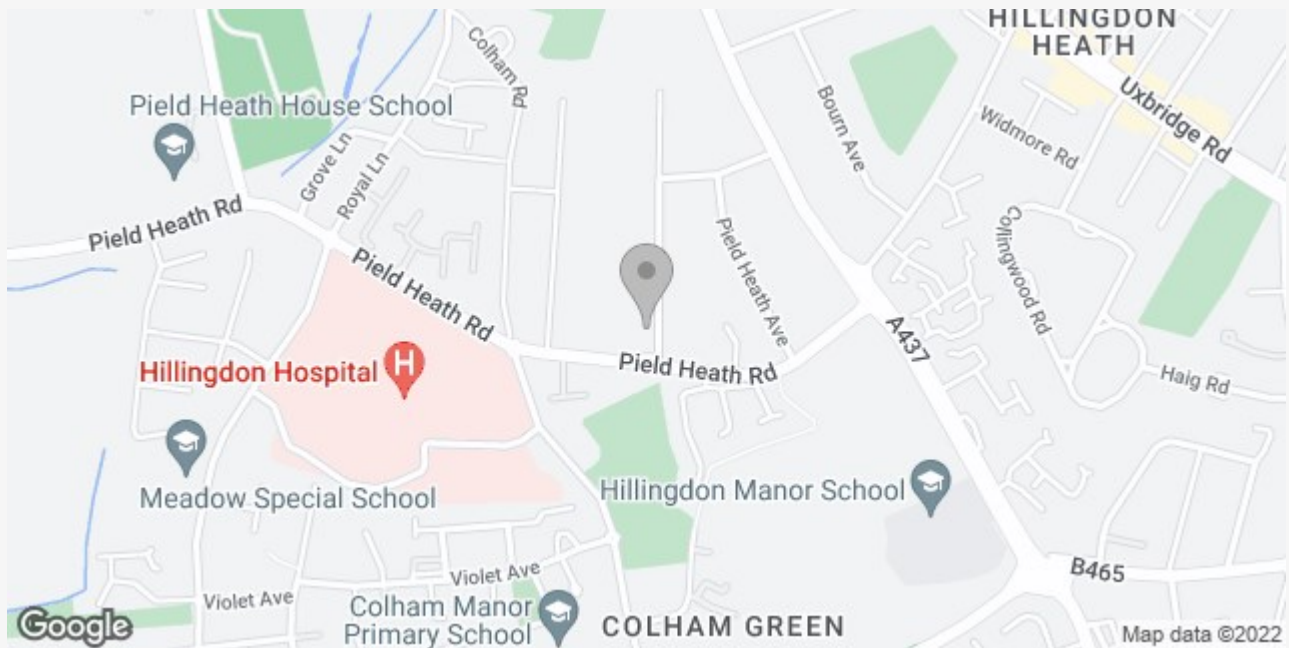 HILLINGDON
HEATH
Colham Rd
Uxbridge Rd
Pield Heath House School
Bourn Ave
Widmore Rd
Grove Ln
Royal Ln
Pield Heath Rd
Collingwood Rd
Pield Heath Ave
Pield Heath Rd
A437
Hillingdon Hospital
H
Pield Heath Rd
Haig Rd
Meadow Special School
Hillingdon Manor School
B465
Violet Ave
Violet Ave
Colham Manor
Primary School
COLHAM GREEN
Google
Map data ©2022